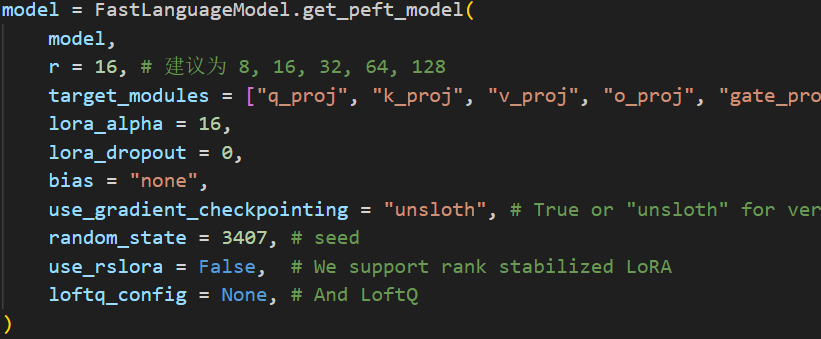 model = FastLanguageModel.get_peft_model(
    model,
    r = 16, # 建议为 8, 16, 32, 64, 128
    target_modules = ["q_proj", "k_proj", "v_proj", "o_proj", "gate_pro
    lora_alpha = 16,
    lora_dropout = 0,
    bias = "none",
    use_gradient_checkpointing = "unsloth", # True or "unsloth" for ver
    random_state = 3407, # seed
    use_rslora = False,  # We support rank stabilized LoRA
    loftq_config = None, # And LoftQ
)